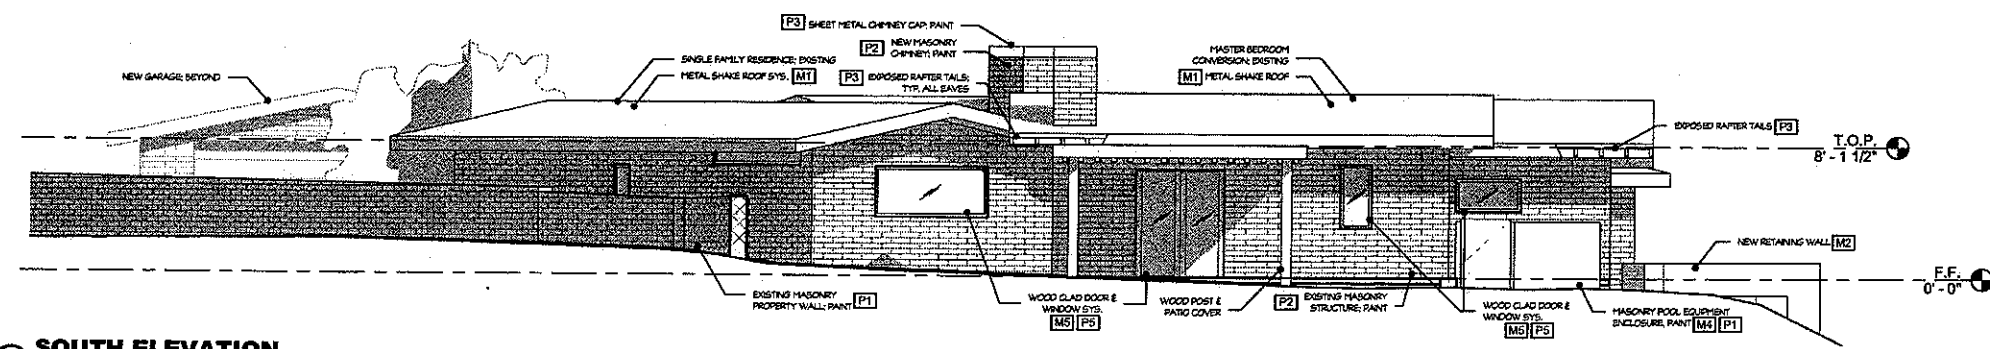 P3 SHEET METAL CHIMNEY CAP; PAINT
P2 NEW MASONRY
CHIMNEY; PAINT
P3 EXPOSED RAFTER TAILS;
TYP. ALL EAVES
NEW GARAGE; BEYOND
SINGLE FAMILY RESIDENCE; EXISTING
METAL SHAKE ROOF SYS. M1
MASTER BEDROOM
CONVERSION; EXISTING
M1 METAL SHAKE ROOF
EXPOSED RAFTER TAILS P3
T.O.P.
8' - 1 1/2"
NEW RETAINING WALL M2
F.F.
0' - 0"
EXISTING MASONRY
PROPERTY WALL; PAINT P1
WOOD CLAD DOOR &
WINDOW SYS.
M5 P5
WOOD POST &
PATIO COVER
P2 EXISTING MASONRY
STRUCTURE; PAINT
WOOD CLAD DOOR &
WINDOW SYS.
M5 P5
MASONRY POOL EQUIPMENT
ENCLOSURE, PAINT M4 P1
SOUTH ELEVATION